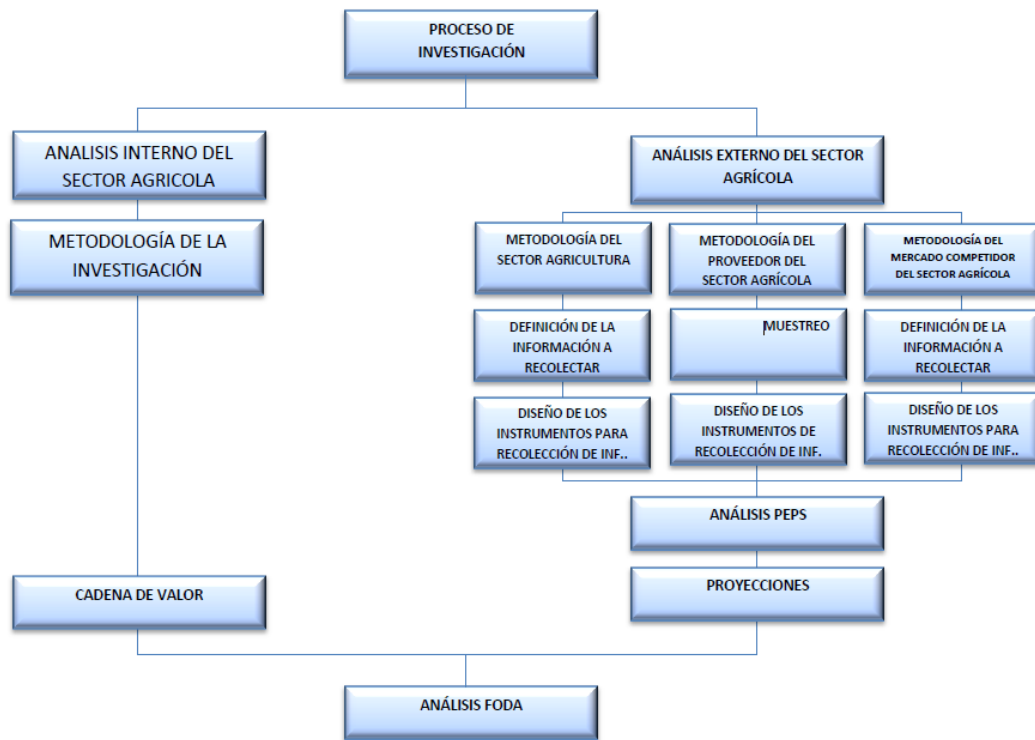 PROCESO DE
INVESTIGACIÓN
ANALISIS INTERNO DEL
SECTOR AGRICOLA
ANÁLISIS EXTERNO DEL SECTOR
AGRÍCOLA
METODOLOGÍA DE LA
INVESTIGACIÓN
METODOLOGÍA DEL
SECTOR AGRICULTURA
METODOLOGÍA DEL
PROVEEDOR DEL
SECTOR AGRÍCOLA
METODOLOGÍA DEL
MERCADO COMPETIDOR
DEL SECTOR AGRÍCOLA
DEFINICIÓN DE LA
INFORMACIÓN A
RECOLECTAR
MUESTREO
DEFINICIÓN DE LA
INFORMACIÓN A
RECOLECTAR
DISEÑO DE LOS
INSTRUMENTOS PARA
RECOLECCIÓN DE INF..
DISEÑO DE LOS
INSTRUMENTOS DE
RECOLECCIÓN DE INF.
DISEÑO DE LOS
INSTRUMENTOS PARA
RECOLECCIÓN DE INF..
ANÁLISIS PEPS
CADENA DE VALOR
PROYECCIONES
ANÁLISIS FODA